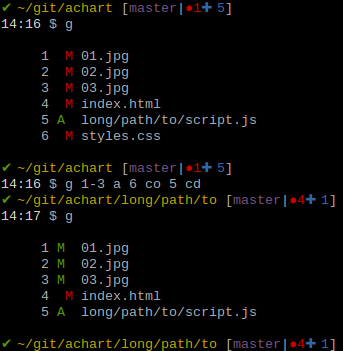 ✔ ~/git/achart [master|●1✚ 5]
14:16 $ g
1 M 01.jpg
2 M 02.jpg
3 M 03.jpg
4 M index.html
5 A long/path/to/script.js
6 M styles.css
✔ ~/git/achart [master|●1✚ 5]
14:16 $ g 1-3 a 6 co 5 cd
✔ ~/git/achart/long/path/to [master|●4✚ 1]
14:17 $ g
1 M 01.jpg
2 M 02.jpg
3 M 03.jpg
4 M index.html
5 A long/path/to/script.js
✔ ~/git/achart/long/path/to [master|●4✚ 1]